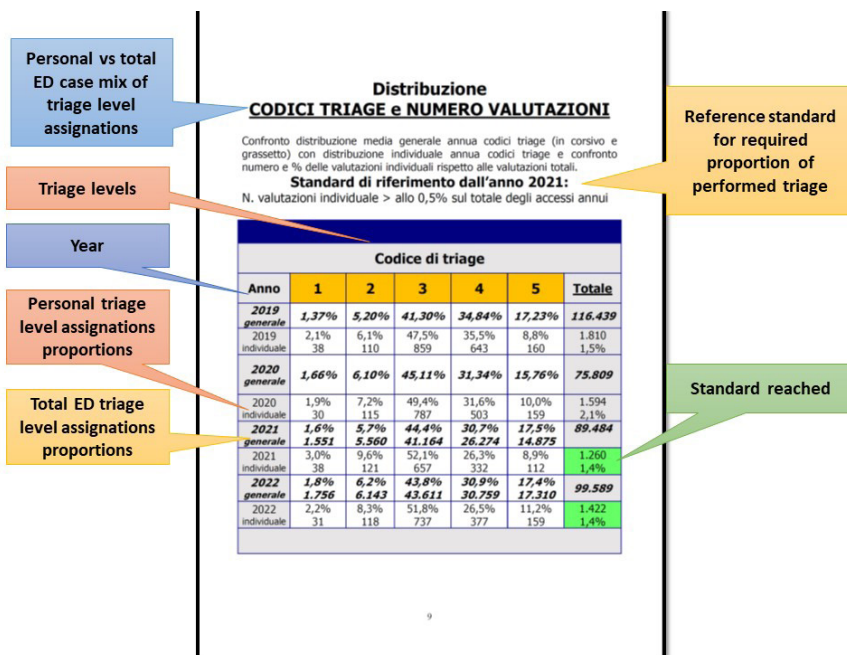 Personal vs total
ED case mix of
triage level
assignations
Triage levels
Year
Personal triage
level assignations
proportions
Total ED triage
level assignations
proportions
Distribuzione
CODICI TRIAGE e NUMERO VALUTAZIONI
Confronto distribuzione media generale annua codici triage (in corsivo e
grassetto) con distribuzione individuale annua codici triage e confronto
numero e % delle valutazioni individuali rispetto alle valutazioni totali.
Standard di riferimento dall'anno 2021:
N. valutazioni individuale > allo 0,5% sul totale degli accessi annui
Codice di triage
Anno 1 2 3 4 5 Totale
2019 generale 1,37% 5,20% 41,30% 34,84% 17,23% 116.439
2019 2,1% 6,1% 47,5% 35,5% 8,8% 1.810
individuale 38 110 859 643 160 1,5%
2020 generale 1,66% 6,10% 45,11% 31,34% 15,76% 75.809
2020 1,9% 7,2% 49,4% 31,6% 10,0% 1.594
individuale 30 115 787 503 159 2,1%
2021 1,6% 5,7% 44,4% 30,7% 17,5% 89.484
generale 1.551 5.560 41.164 26.274 14.875
2021 3,0% 9,6% 52,1% 26,3% 8,9% 1.260
individuale 38 121 657 332 112 1,4%
2022 1,8% 6,2% 43,8% 30,9% 17,4% 99.589
generale 1.756 6.143 43.611 30.759 17.310
2022 2,2% 8,3% 51,8% 26,5% 11,2% 1.422
individuale 31 118 737 377 159 1,4%
9
Reference standard
for required
proportion of
performed triage
Standard reached